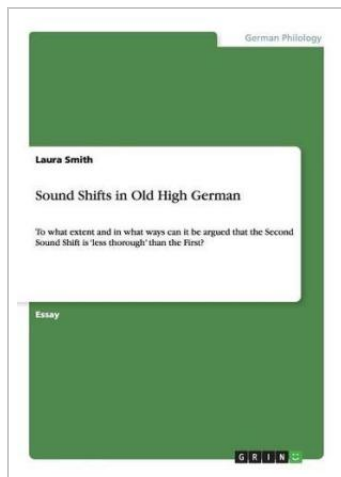 German Philology
Laura Smith
Sound Shifts in Old High German
To what extent and in what ways can it be argued that the Second
Sound Shift is 'less thorough' than the First?
Essay
GRIN